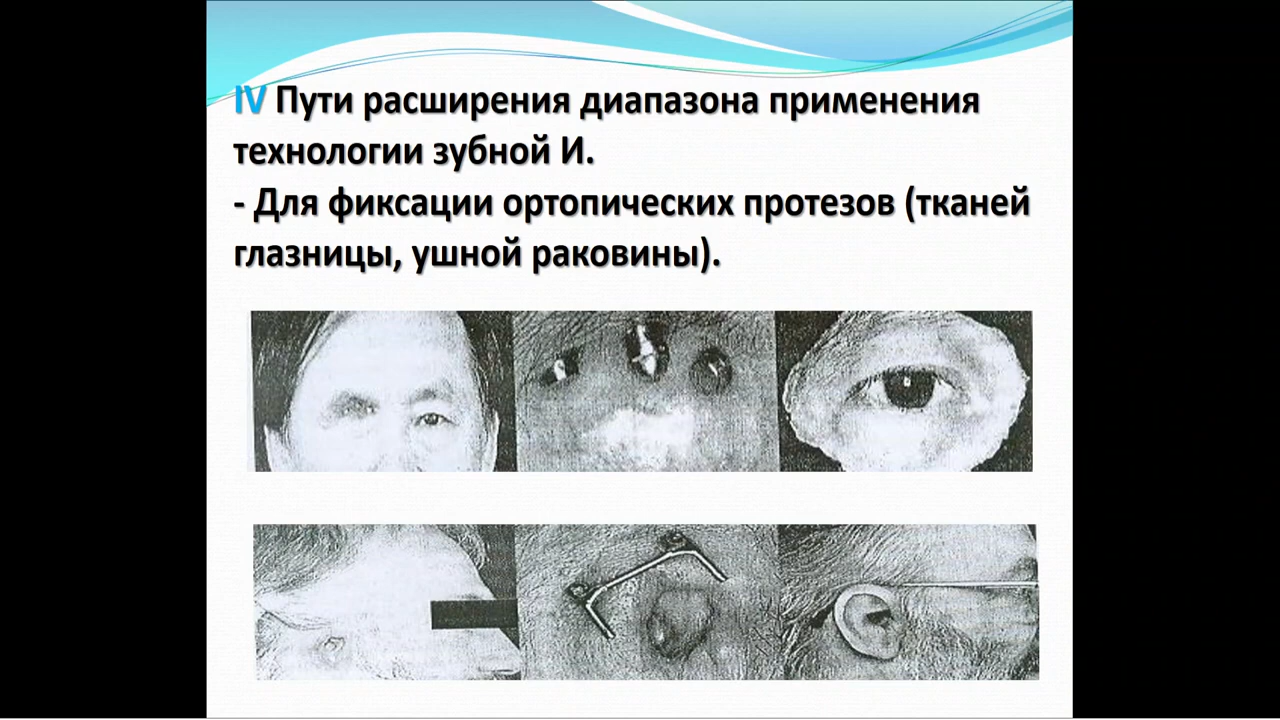 IV Пути расширения диапазона применения
технологии зубной И.
- Для фиксации ортопических протезов (тканей
глазницы, ушной раковины).